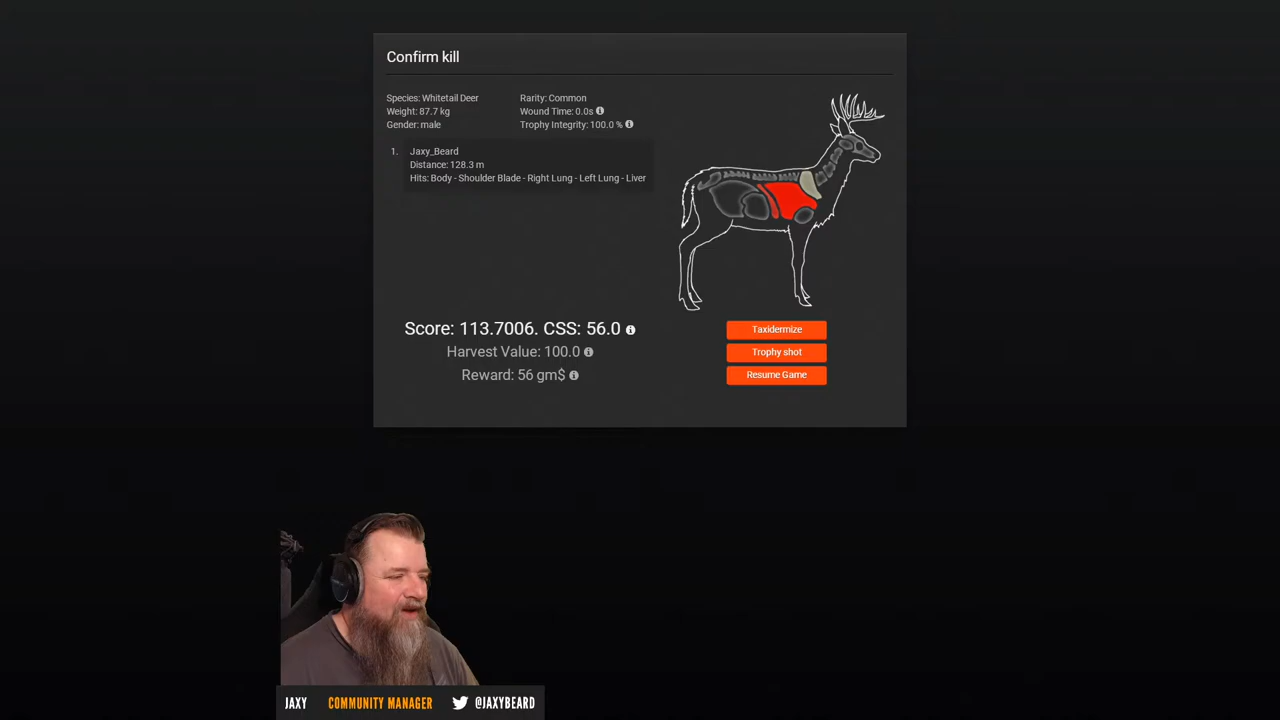 Confirm kill
Species: Whitetail Deer
Weight: 87.7 kg
Gender: male
Rarity: Common
Wound Time: 0.0s
Trophy Integrity: 100.0 %
1. Jaxy_Beard
Distance: 128.3 m
Hits: Body - Shoulder Blade - Right Lung - Left Lung - Liver
Score: 113.7006. CSS: 56.0
Harvest Value: 100.0
Reward: 56 gm$
Taxidermize
Trophy shot
Resume Game
JAXY COMMUNITY MANAGER @JAXYBEARD